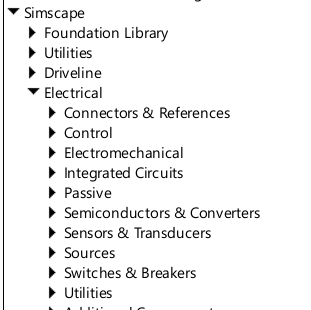 Simscape
Foundation Library
Utilities
Driveline
Electrical
Connectors & References
Control
Electromechanical
Integrated Circuits
Passive
Semiconductors & Converters
Sensors & Transducers
Sources
Switches & Breakers
Utilities